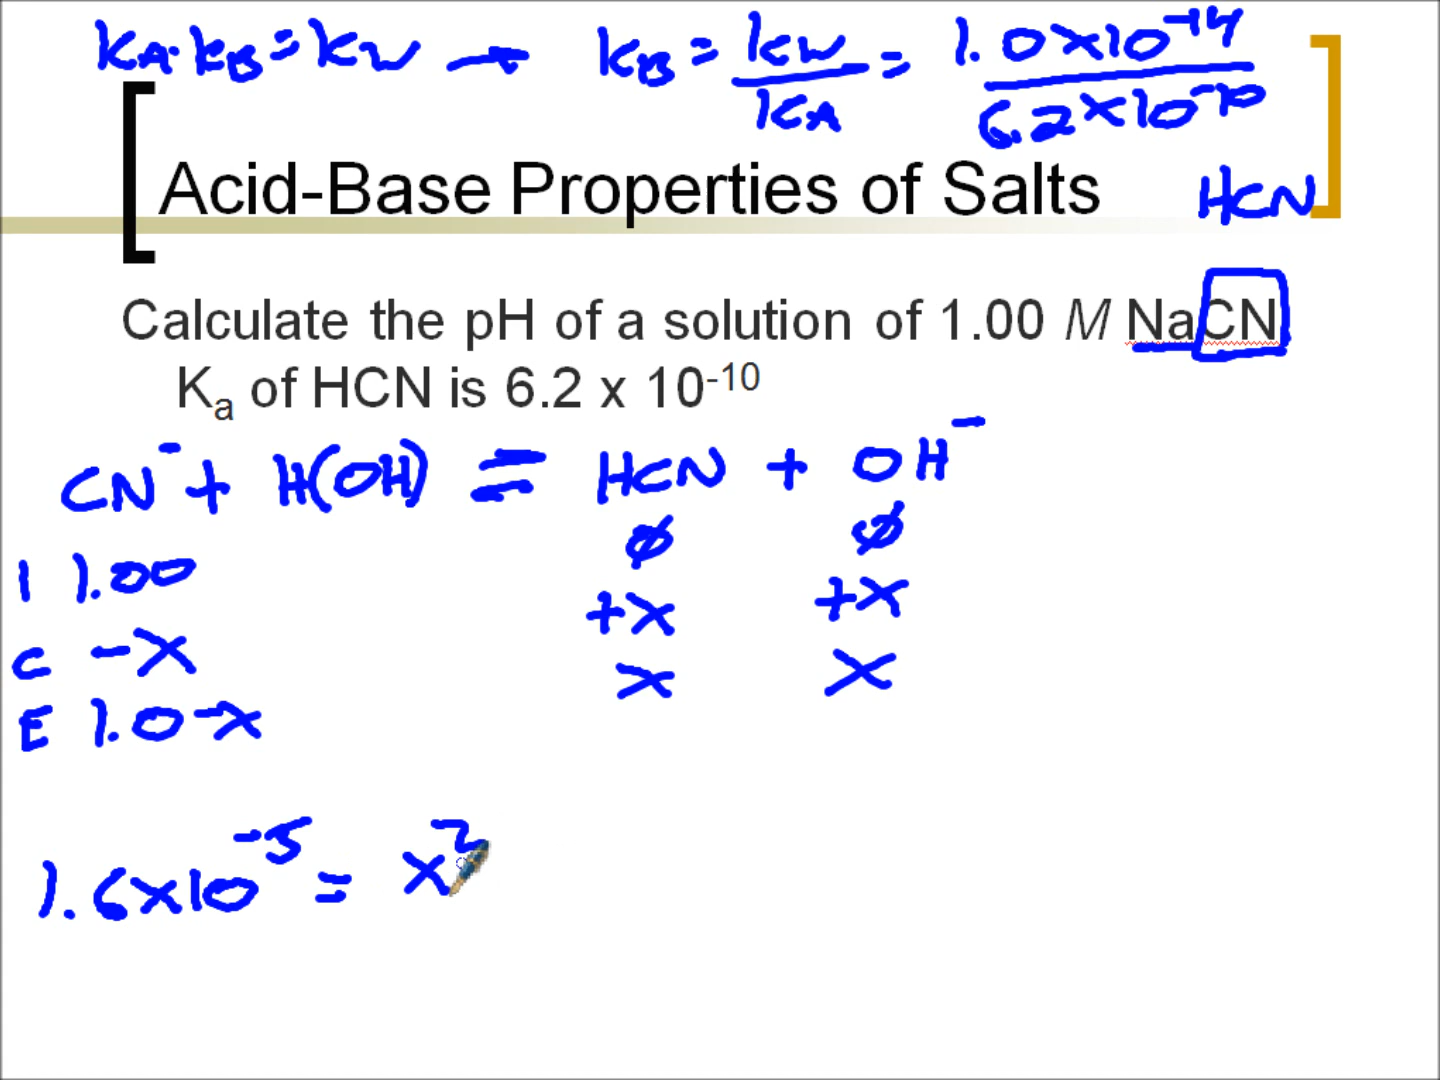 KA·KB=KW → KB = KW/KA = 1.0×10⁻¹⁴/6.2×10⁻¹⁰
Acid-Base Properties of Salts
HCN
Calculate the pH of a solution of 1.00 M NaCN
Kₐ of HCN is 6.2 x 10⁻¹⁰
CN⁻ + H(OH) = HCN + OH⁻
I 1.00 ∅ ∅
C -x +x +x
E 1.0-x x x
1.6×10⁻⁵ = x²